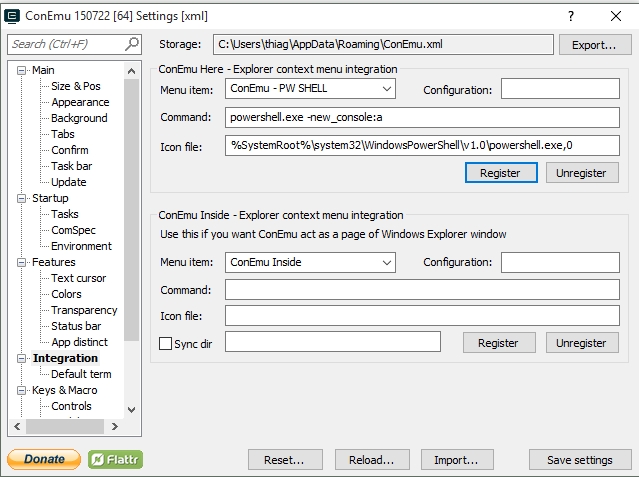 ConEmu 150722 [64] Settings [xml]
Search (Ctrl+F)
Storage: C:\Users\thiag\AppData\Roaming\ConEmu.xml Export...
Main
Size & Pos
Appearance
Background
Tabs
Confirm
Task bar
Update
Startup
Tasks
ComSpec
Environment
Features
Text cursor
Colors
Transparency
Status bar
App distinct
Integration
Default term
Keys & Macro
Controls
ConEmu Here - Explorer context menu integration
Menu item: ConEmu - PW SHELL Configuration:
Command: powershell.exe -new_console:a
Icon file: %SystemRoot%\system32\WindowsPowerShell\v1.0\powershell.exe,0
Register Unregister
ConEmu Inside - Explorer context menu integration
Use this if you want ConEmu act as a page of Windows Explorer window
Menu item: ConEmu Inside Configuration:
Command:
Icon file:
Sync dir Register Unregister
Donate Flattr Reset... Reload... Import... Save settings